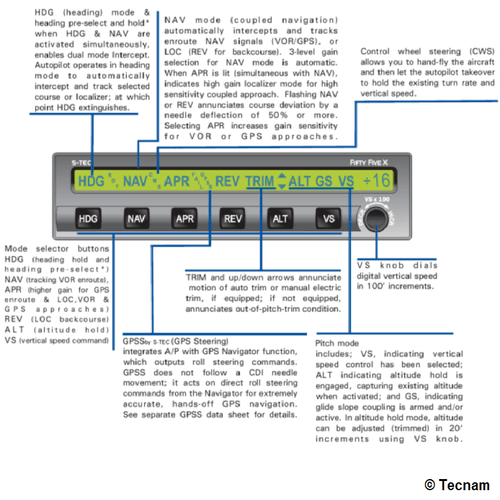 HDG (heading) mode &
heading pre-select and hold*
when HDG & NAV are
activated simultaneously,
enables dual mode Intercept.
Autopilot operates in heading
mode to automatically
intercept and track selected
course or localizer; at which
point HDG extinguishes.
NAV mode (coupled navigation)
automatically intercepts and tracks
enroute NAV signals (VOR/GPS), or
LOC (REV for backcourse). 3-level gain
selection for NAV mode is automatic.
When APR is lit (simultaneous with NAV),
indicates high gain localizer mode for high
sensitivity coupled approach. Flashing NAV
or REV annunciates course deviation by a
needle deflection of 50% or more.
Selecting APR increases gain sensitivity
for VOR or GPS approaches.
Control wheel steering (CWS)
allows you to hand-fly the aircraft
and then let the autopilot takeover
to hold the existing turn rate and
vertical speed.
S-TEC FIFTY FIVE X
HDG NAV CWS APR GPSS REV TRIM ALT GS VS +16
VS x 100
HDG NAV APR REV ALT VS
Mode selector buttons
HDG (heading hold and
heading pre-select*)
NAV (tracking VOR enroute),
APR (higher gain for GPS
enroute & LOC,VOR &
GPS approaches)
REV (LOC backcourse)
ALT (altitude hold)
VS (vertical speed command)
TRIM and up/down arrows annunciate
motion of auto trim or manual electric
trim, if equipped; if not equipped,
annunciates out-of-pitch-trim condition.
VS knob dials
digital vertical speed
in 100' increments.
GPSS by S-TEC (GPS Steering)
integrates A/P with GPS Navigator function,
which outputs roll steering commands.
GPSS does not follow a CDI needle
movement; it acts on direct roll steering
commands from the Navigator for extremely
accurate, hands-off GPS navigation.
See separate GPSS data sheet for details.
Pitch mode
includes; VS, indicating vertical
speed control has been selected;
ALT indicating altitude hold is
engaged, capturing existing altitude
when activated; and GS, indicating
glide slope coupling is armed and/or
active. In altitude hold mode, altitude
can be adjusted (trimmed) in 20'
increments using VS knob.
© Tecnam